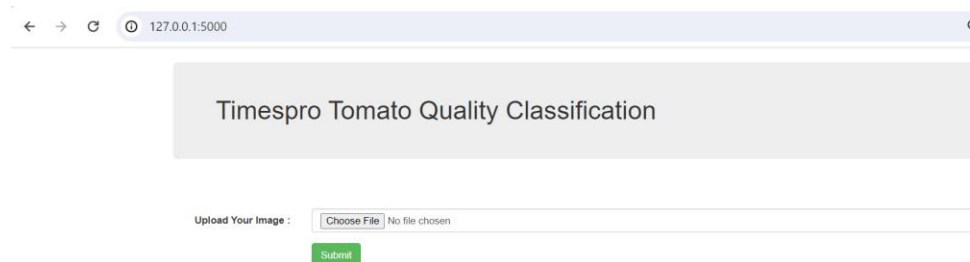 127.0.0.1:5000
Timespro Tomato Quality Classification
Upload Your Image : Choose File No file chosen
Submit